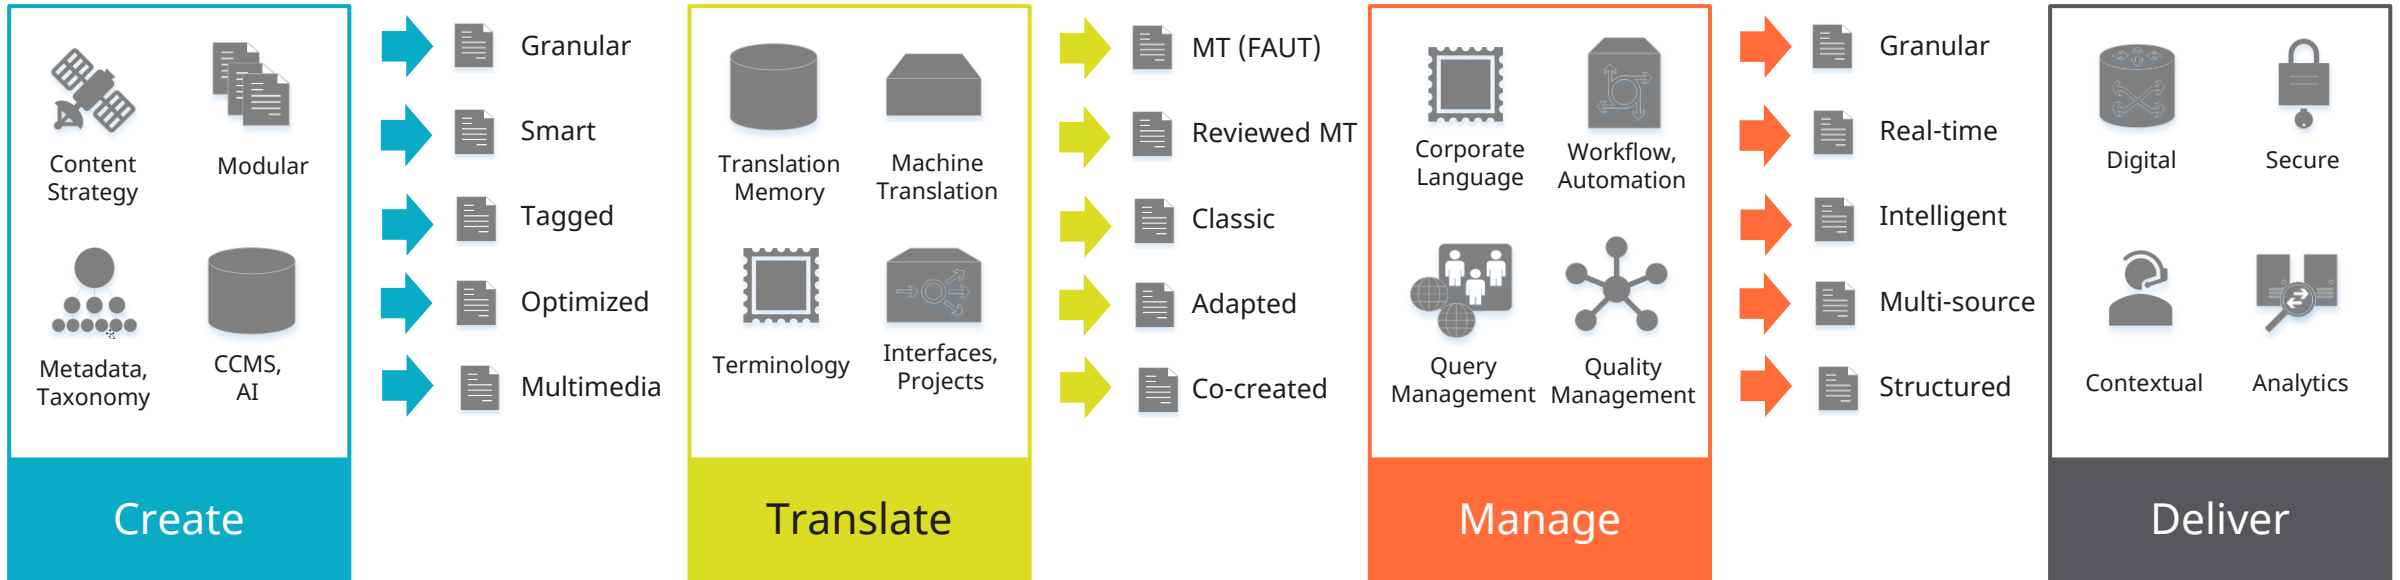 Content
Strategy
Modular
Metadata,
Taxonomy
CCMS,
AI
Create
Granular
Smart
Tagged
Optimized
Multimedia
Translation
Memory
Machine
Translation
Terminology
Interfaces,
Projects
Translate
MT (FAUT)
Reviewed MT
Classic
Adapted
Co-created
Corporate
Language
Workflow,
Automation
Query
Management
Quality
Management
Manage
Granular
Real-time
Intelligent
Multi-source
Structured
Digital
Secure
Contextual
Analytics
Deliver